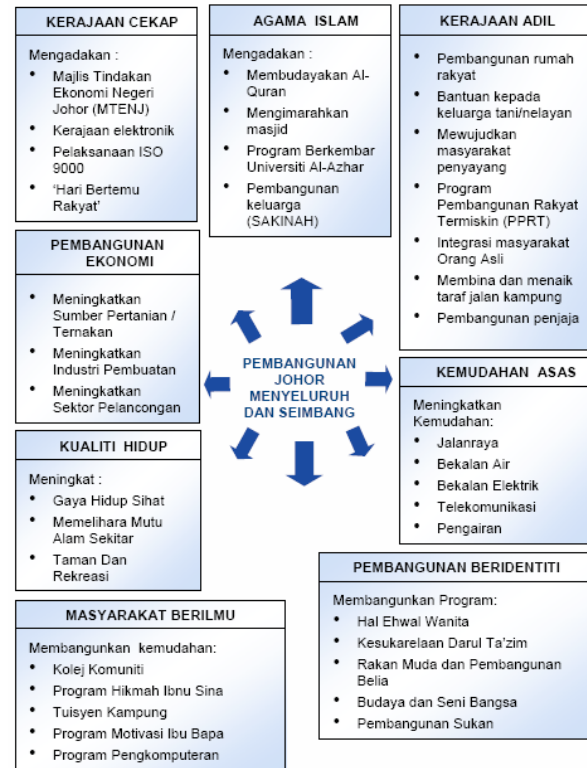 KERAJAAN CEKAP
Mengadakan :
• Majlis Tindakan
Ekonomi Negeri
Johor (MTENJ)
• Kerajaan elektronik
• Pelaksanaan ISO
9000
• 'Hari Bertemu
Rakyat'
AGAMA ISLAM
Mengadakan :
• Membudayakan Al-
Quran
• Mengimarahkan
masjid
• Program Berkembar
Universiti Al-Azhar
• Pembangunan
keluarga
(SAKINAH)
KERAJAAN ADIL
• Pembangunan rumah
rakyat
• Bantuan kepada
keluarga tani/nelayan
• Mewujudkan
masyarakat
penyayang
• Program
Pembangunan Rakyat
Termiskin (PPRT)
• Integrasi masyarakat
Orang Asli
• Membina dan menaik
taraf jalan kampung
• Pembangunan penjaja
PEMBANGUNAN
EKONOMI
• Meningkatkan
Sumber Pertanian /
Ternakan
• Meningkatkan
Industri Pembuatan
• Meningkatkan
Sektor Pelancongan
PEMBANGUNAN
JOHOR
MENYELURUH
DAN SEIMBANG
KEMUDAHAN ASAS
Meningkatkan
Kemudahan:
• Jalanraya
• Bekalan Air
• Bekalan Elektrik
• Telekomunikasi
• Pengairan
KUALITI HIDUP
Meningkat :
• Gaya Hidup Sihat
• Memelihara Mutu
Alam Sekitar
• Taman Dan
Rekreasi
PEMBANGUNAN BERIDENTITI
Membangunkan Program:
• Hal Ehwal Wanita
• Kesukarelaan Darul Ta'zim
• Rakan Muda dan Pembangunan
Belia
• Budaya dan Seni Bangsa
• Pembangunan Sukan
MASYARAKAT BERILMU
Membangunkan kemudahan:
• Kolej Komuniti
• Program Hikmah Ibnu Sina
• Tuisyen Kampung
• Program Motivasi Ibu Bapa
• Program Pengkomputeran